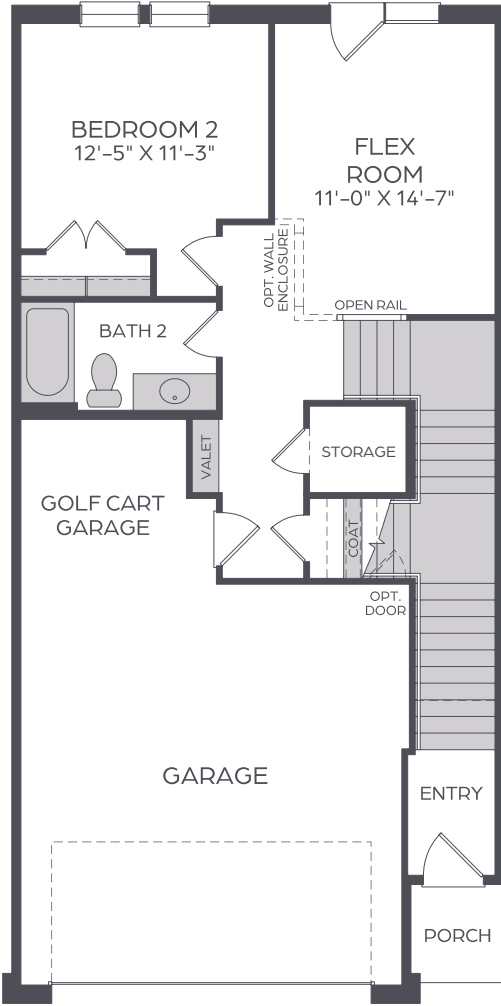 BEDROOM 2
12'-5" X 11'-3"
FLEX
ROOM
11'-0" X 14'-7"
OPT. WALL
ENCLOSURE
OPEN RAIL
BATH 2
VALET
STORAGE
GOLF CART
GARAGE
COAT
OPT.
DOOR
GARAGE
ENTRY
PORCH